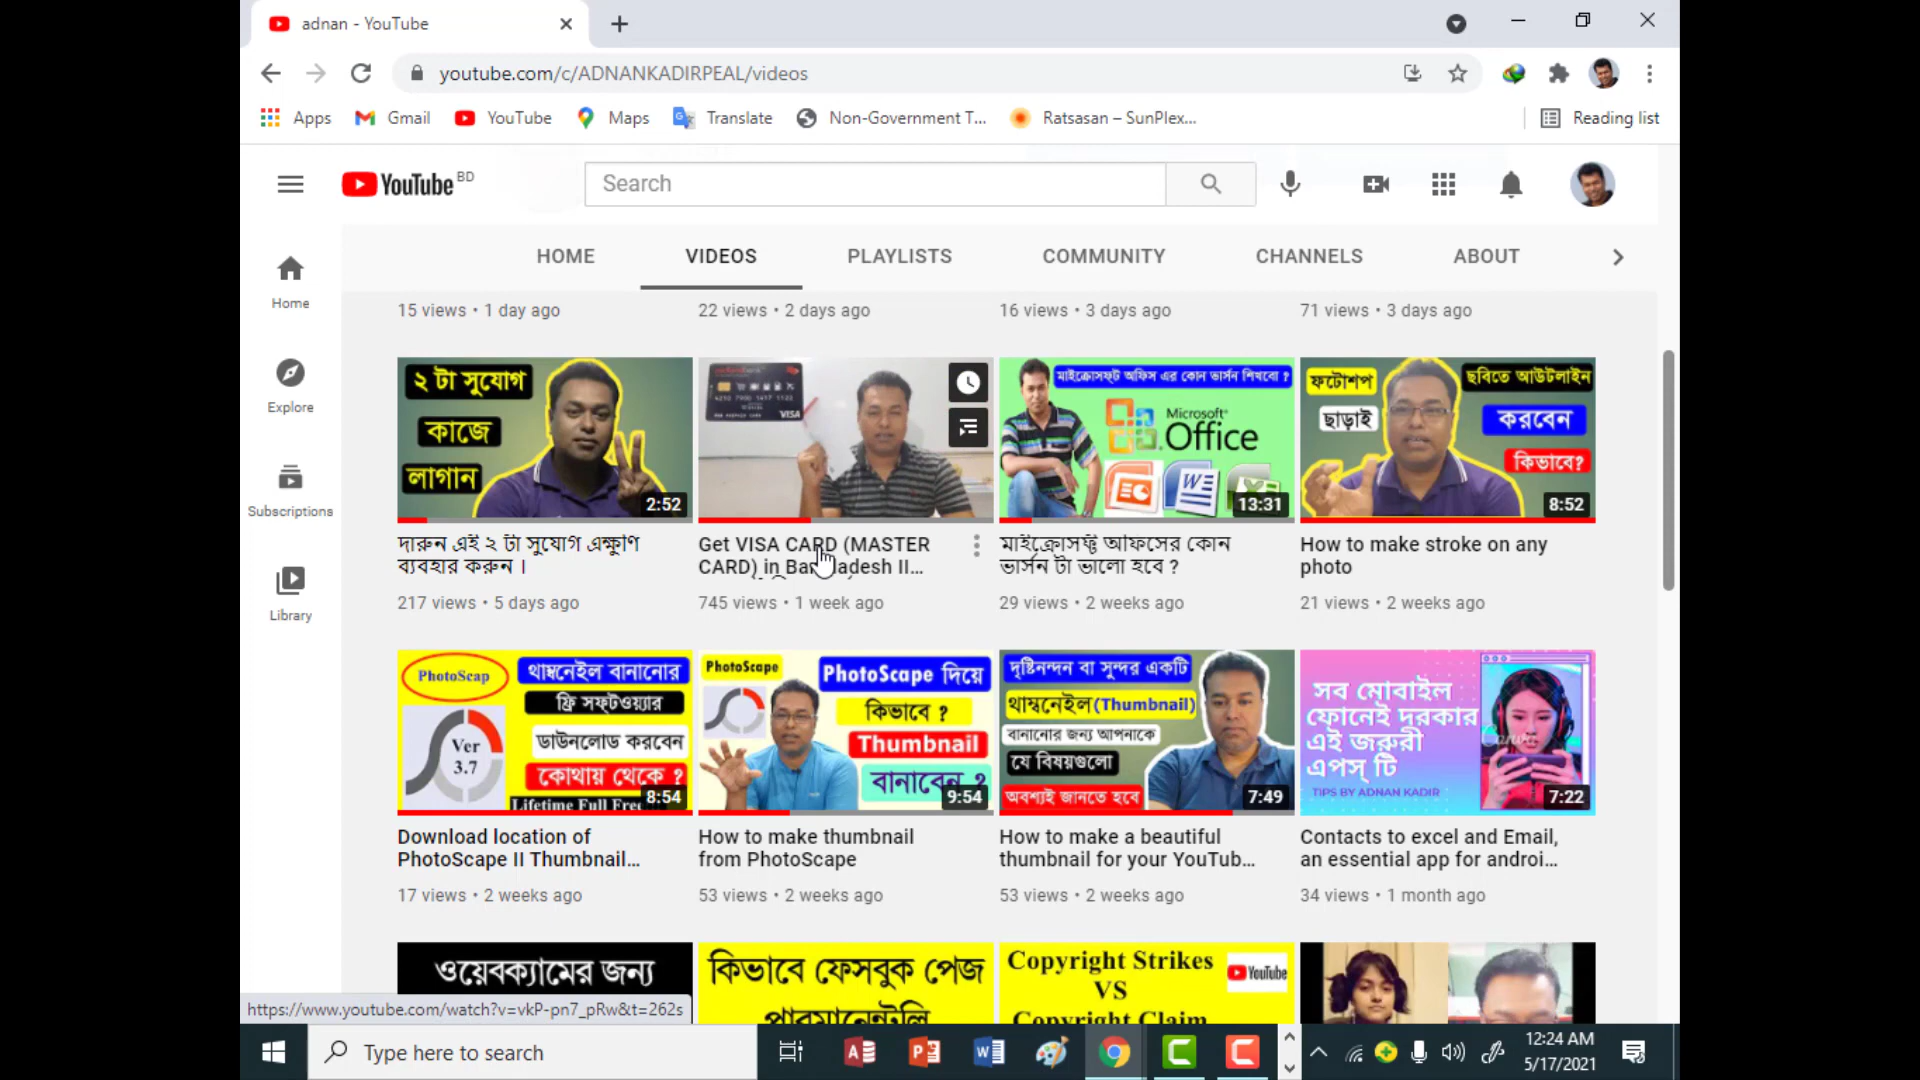 adnan - YouTube
youtube.com/c/ADNANKADIRPEAL/videos
Apps Gmail YouTube Maps Translate Non-Government T... Ratsasan – SunPlex... Reading list
YouTube BD
Search
HOME VIDEOS PLAYLISTS COMMUNITY CHANNELS ABOUT
Home
Explore
Subscriptions
Library
15 views • 1 day ago
22 views • 2 days ago
16 views • 3 days ago
71 views • 3 days ago
২ টা সুযোগ
কাজে
লাগান
2:52
দারুন এই ২ টা সুযোগ এক্ষুণি
ব্যবহার করুন ।
217 views • 5 days ago
VISA
Get VISA CARD (MASTER
CARD) in Bangladesh II...
745 views • 1 week ago
মাইক্রোসফ্ট অফিস এর কোন ভার্সন শিখবো ?
Microsoft
Office
13:31
মাইক্রোসফ্ট অফিসের কোন
ভার্সন টা ভালো হবে ?
29 views • 2 weeks ago
ফটোশপ
ছাড়াই
ছবিতে আউটলাইন
করবেন
কিভাবে?
8:52
How to make stroke on any
photo
21 views • 2 weeks ago
PhotoScap
Ver
3.7
থাম্বনেইল বানানোর
ফ্রি সফ্টওয়্যার
ডাউনলোড করবেন
কোথায় থেকে ?
Lifetime Full Free
8:54
Download location of
PhotoScape II Thumbnail...
17 views • 2 weeks ago
PhotoScape
PhotoScape দিয়ে
কিভাবে ?
Thumbnail
বানাবেন ?
9:54
How to make thumbnail
from PhotoScape
53 views • 2 weeks ago
দৃষ্টিনন্দন বা সুন্দর একটি
থাম্বনেইল(Thumbnail)
বানানোর জন্য আপনাকে
যে বিষয়গুলো
অবশ্যই জানতে হবে
7:49
How to make a beautiful
thumbnail for your YouTub...
53 views • 2 weeks ago
সব মোবাইল
ফোনেই দরকার
এই জরুরী
এপস্ টি
TIPS BY ADNAN KADIR
7:22
Contacts to excel and Email,
an essential app for androi...
34 views • 1 month ago
ওয়েবক্যামের জন্য
কিভাবে ফেসবুক পেজ
পারমানেন্টলি
Copyright Strikes
VS
Copyright Claim
YouTube
https://www.youtube.com/watch?v=vkP-pn7_pRw&t=262s
Type here to search
12:24 AM
5/17/2021